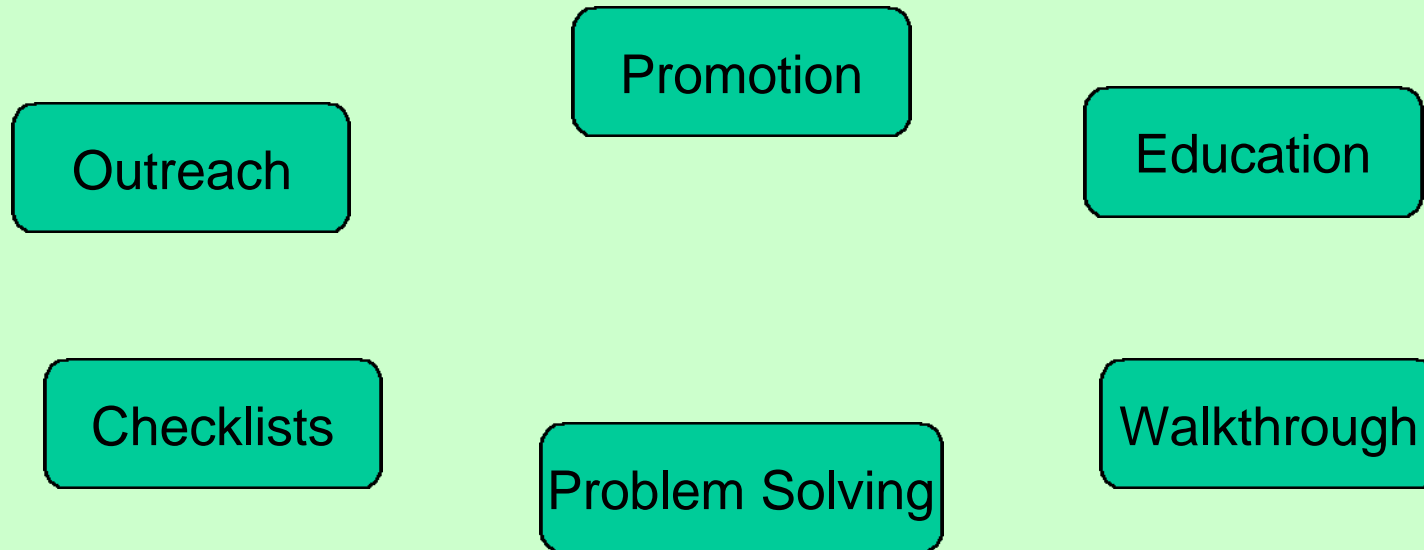 Promotion
Outreach
Education
Checklists
Problem Solving
Walkthrough